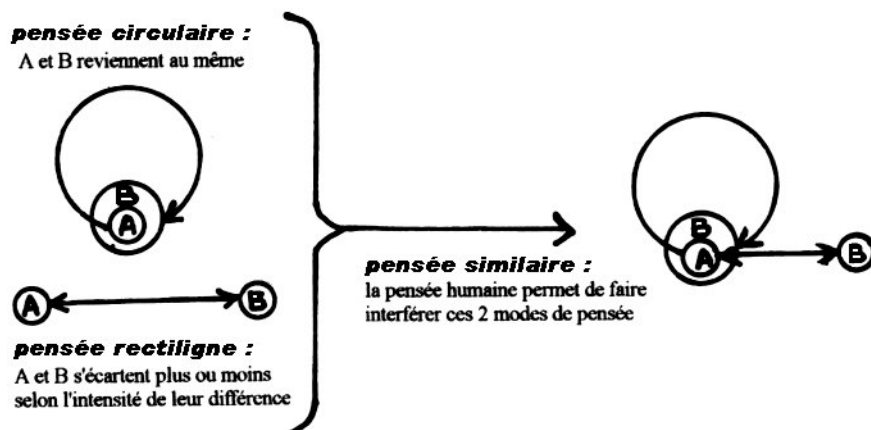 pensée circulaire :
A et B reviennent au même
B
A
A
B
pensée rectiligne :
A et B s'écartent plus ou moins
selon l'intensité de leur différence
pensée similaire :
la pensée humaine permet de faire
interférer ces 2 modes de pensée
B
A
B